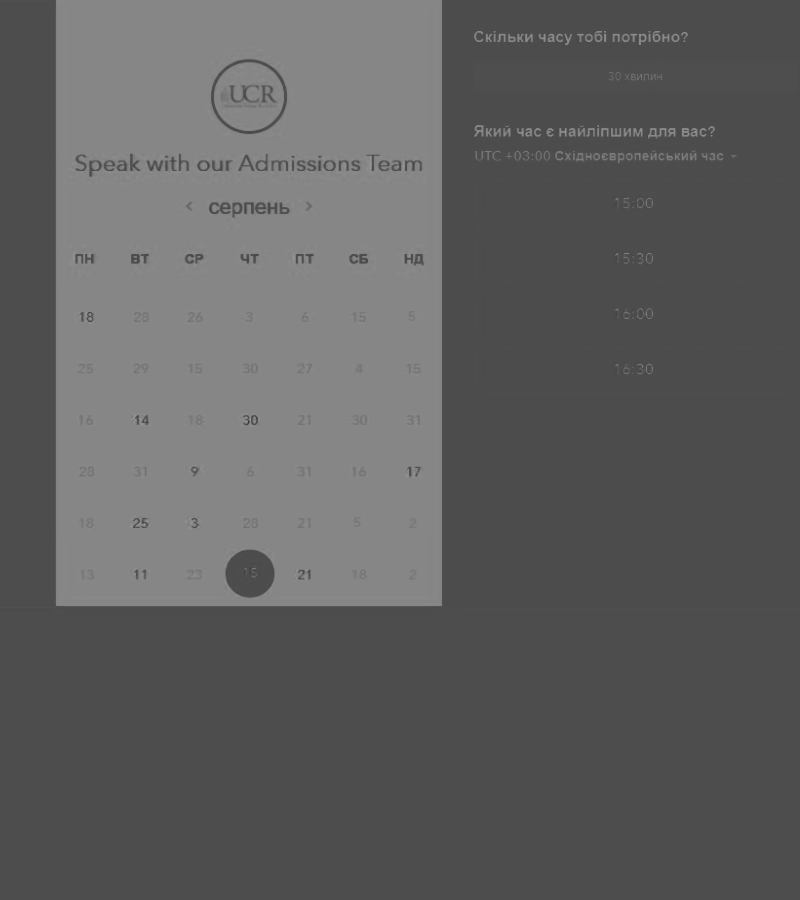 UCR
Speak with our Admissions Team
< серпень >
ПН ВТ СР ЧТ ПТ СБ НД
18 28 26 3 6 15 5
25 29 15 30 27 4 15
16 14 18 30 21 30 31
28 31 9 6 31 16 17
18 25 3 28 21 5 2
13 11 23 15 21 18 2
Скільки часу тобі потрібно?
30 хвилин
Який час є найліпшим для вас?
UTC +03:00 Східноєвропейський час
15:00
15:30
16:00
16:30